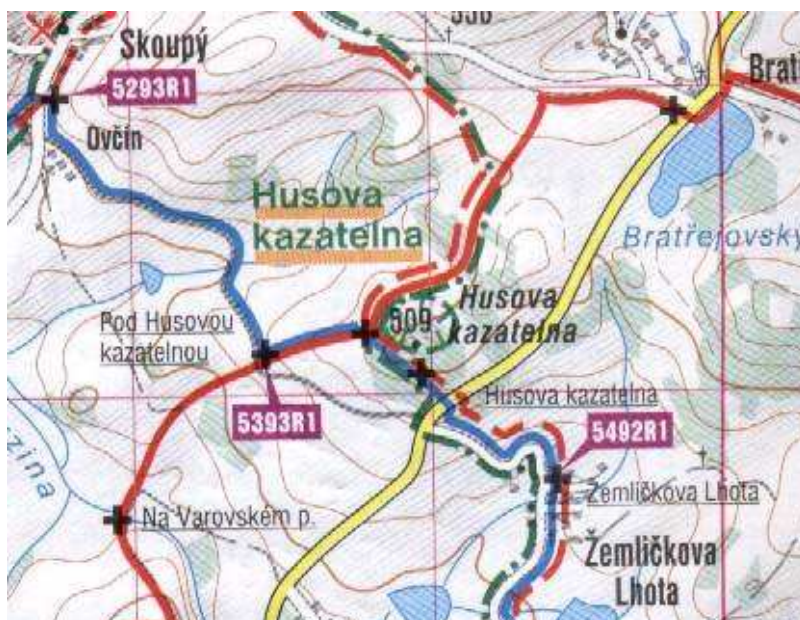 Skoupý
5293R1
Ovčín
Husova
kazatelna
Bratřejovský
Husova
kazatelna
509
Pod Husovou
kazatelnou
Husova kazatelna
5393R1
5492R1
Na Varovském p.
Žemličkova Lhota
Žemličkova
Lhota